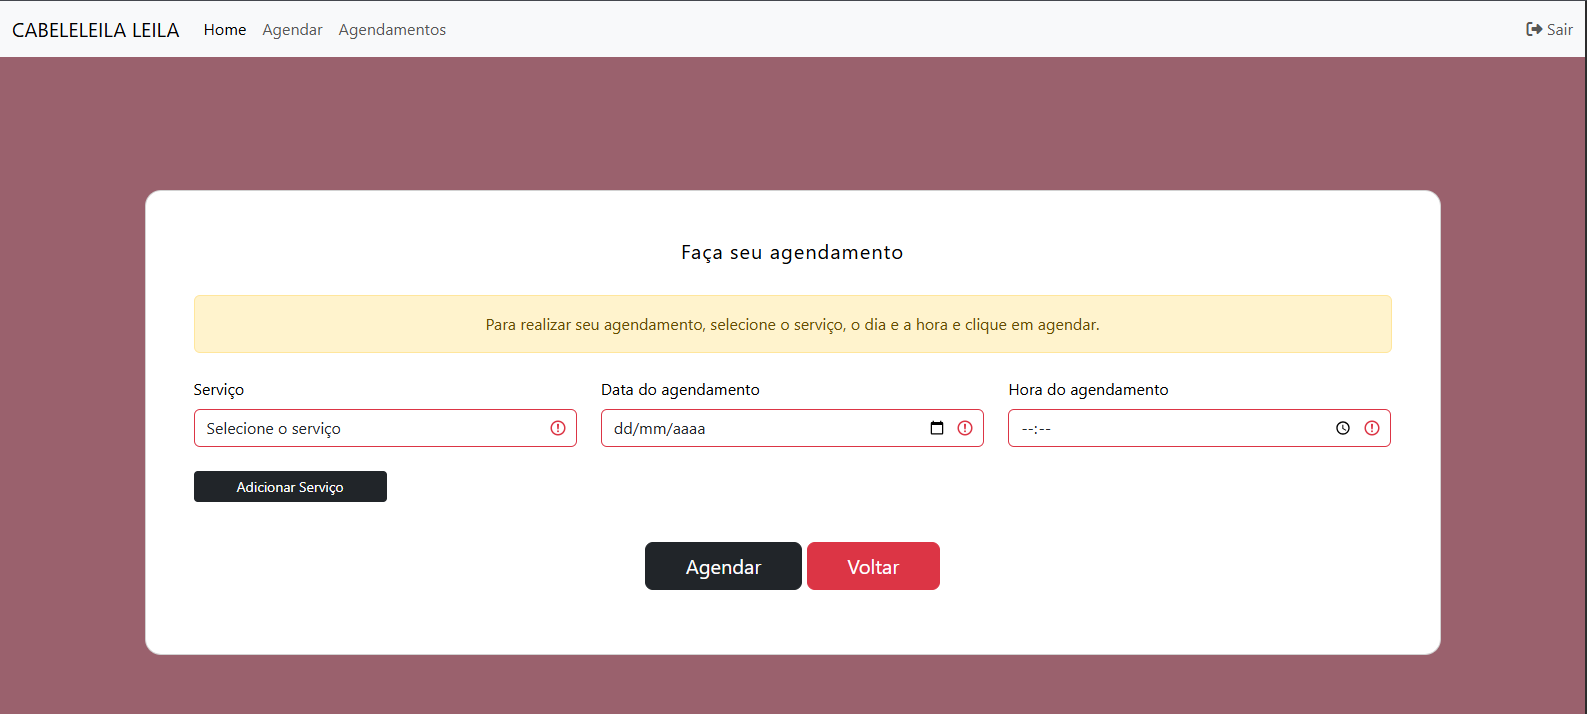 CABELELEILA LEILA Home Agendar Agendamentos Sair
Faça seu agendamento
Para realizar seu agendamento, selecione o serviço, o dia e a hora e clique em agendar.
Serviço Data do agendamento Hora do agendamento
Selecione o serviço dd/mm/aaaa --:--
Adicionar Serviço
Agendar Voltar